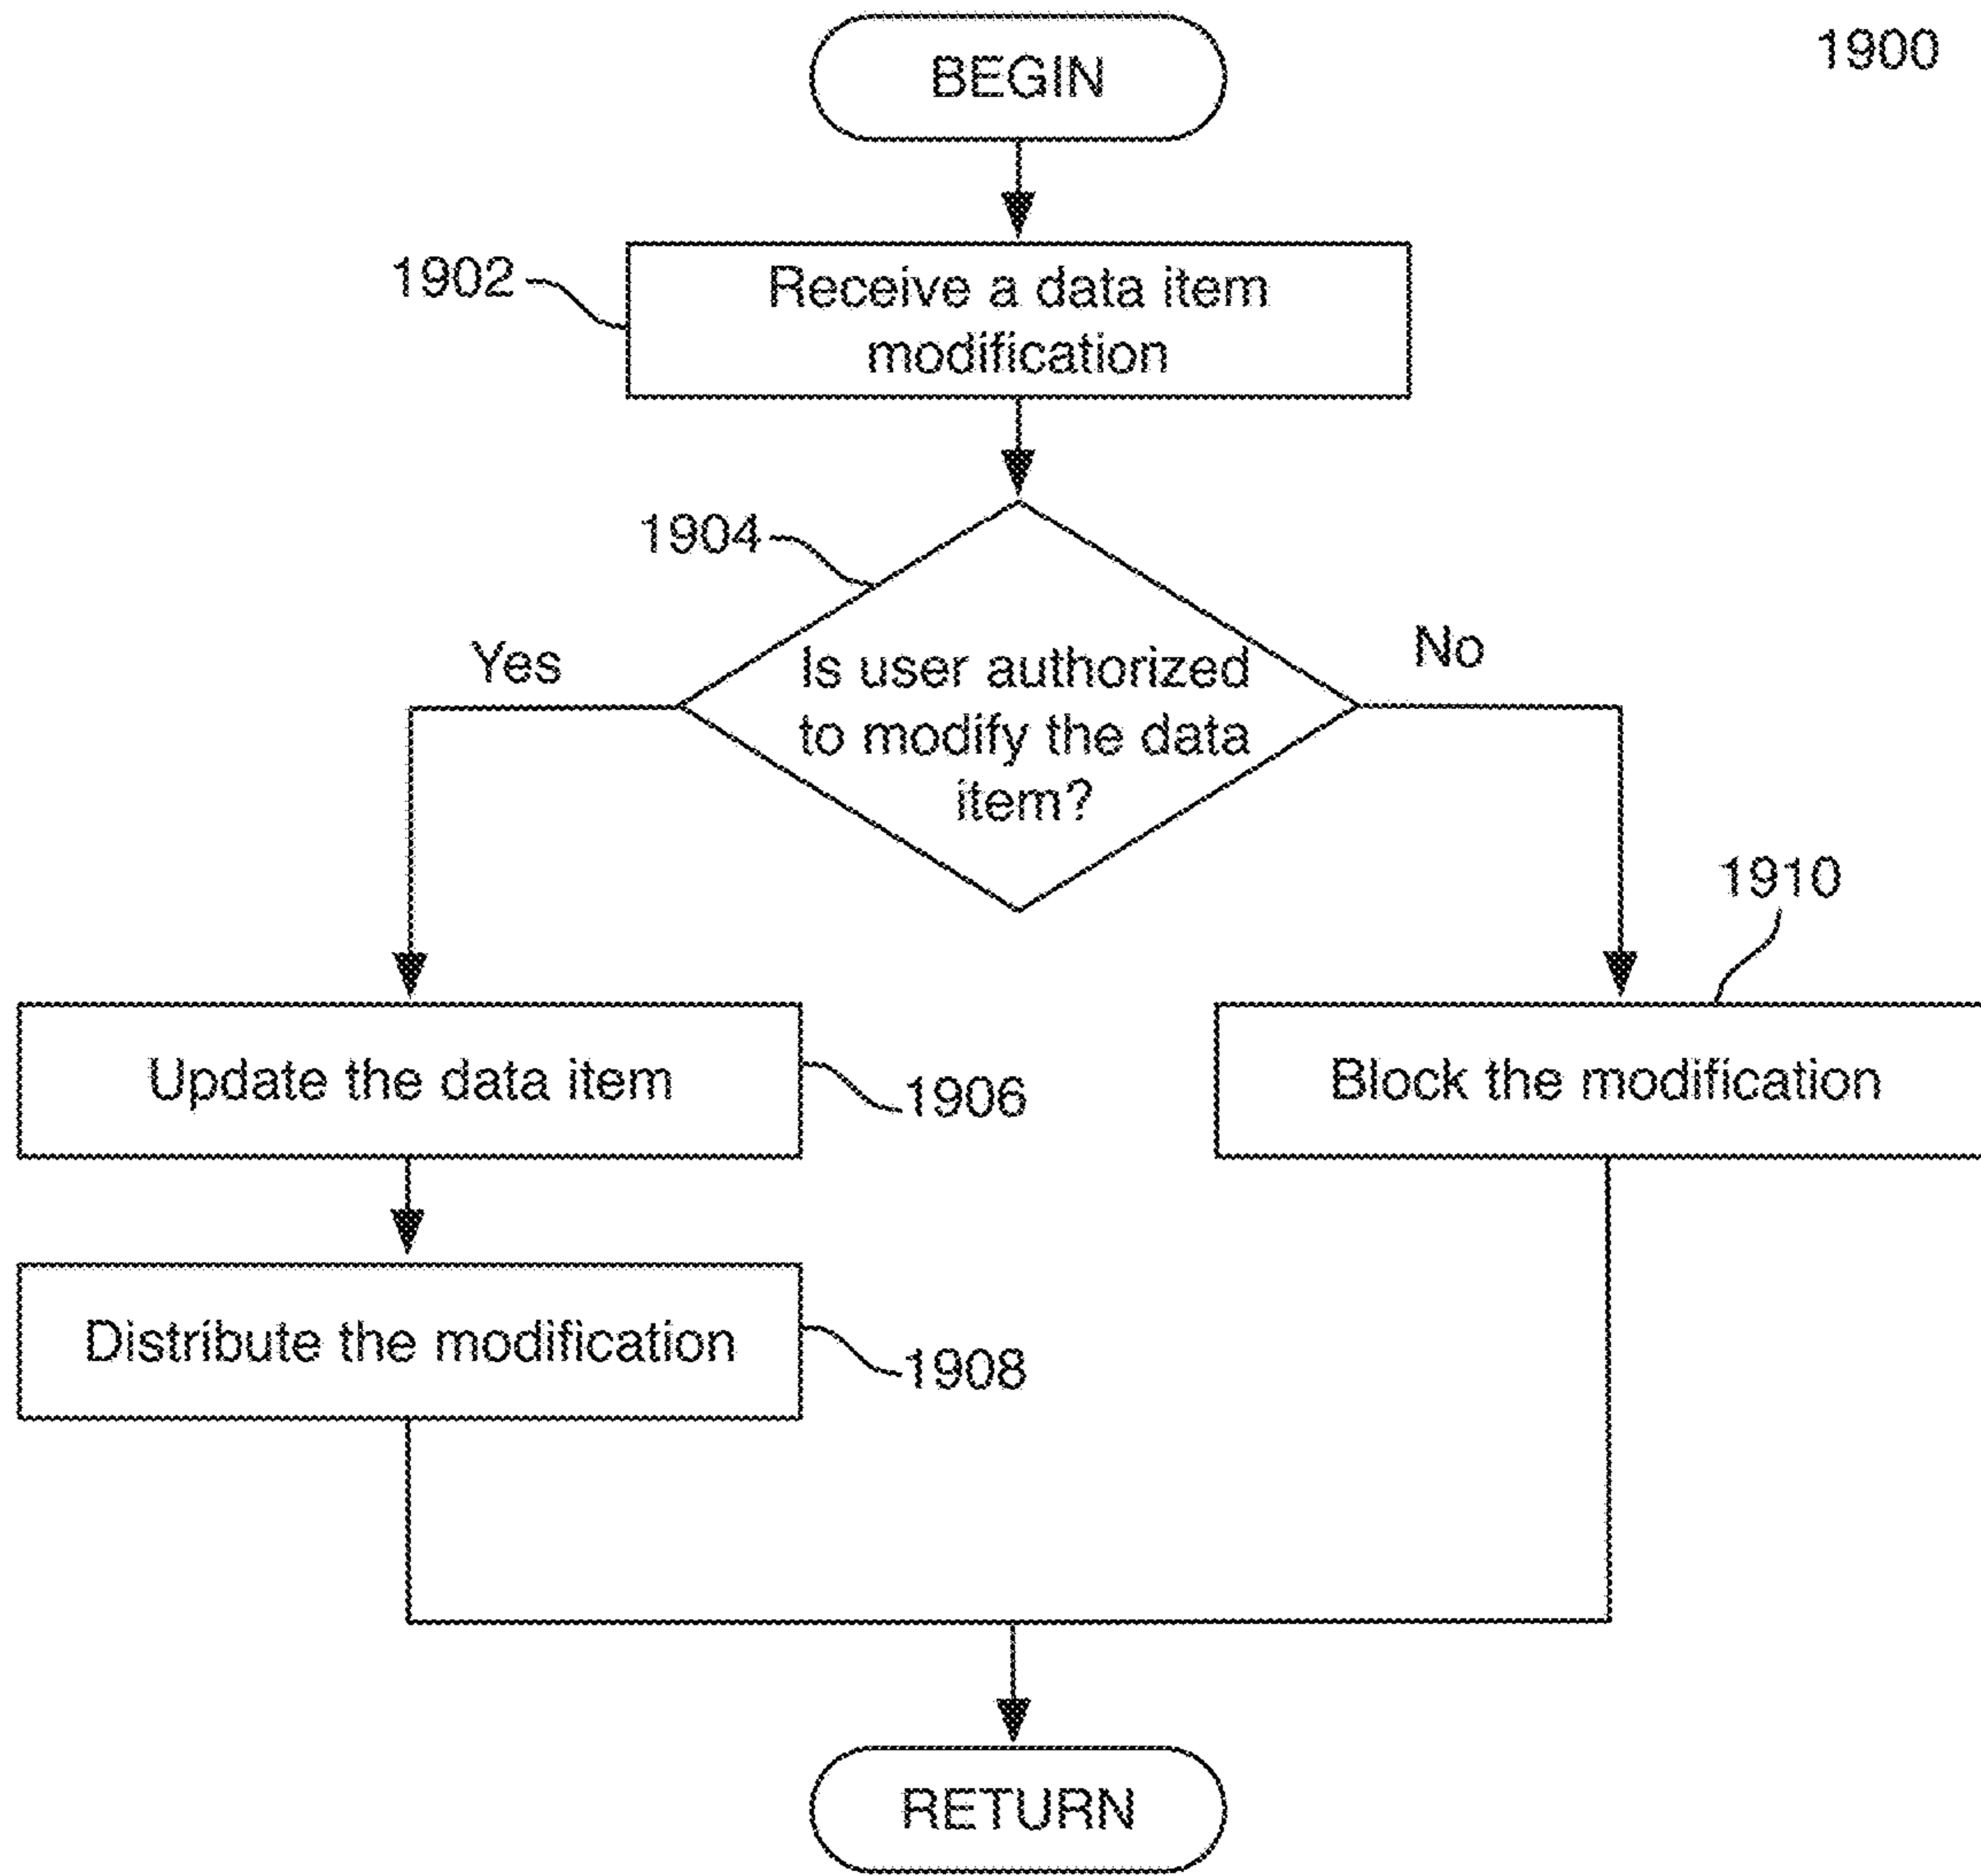 1900
BEGIN
1902
Receive a data item
modification
1904
Yes
No
Is user authorized
to modify the data
item?
1910
Update the data item
1906
Block the modification
Distribute the modification
1908
RETURN